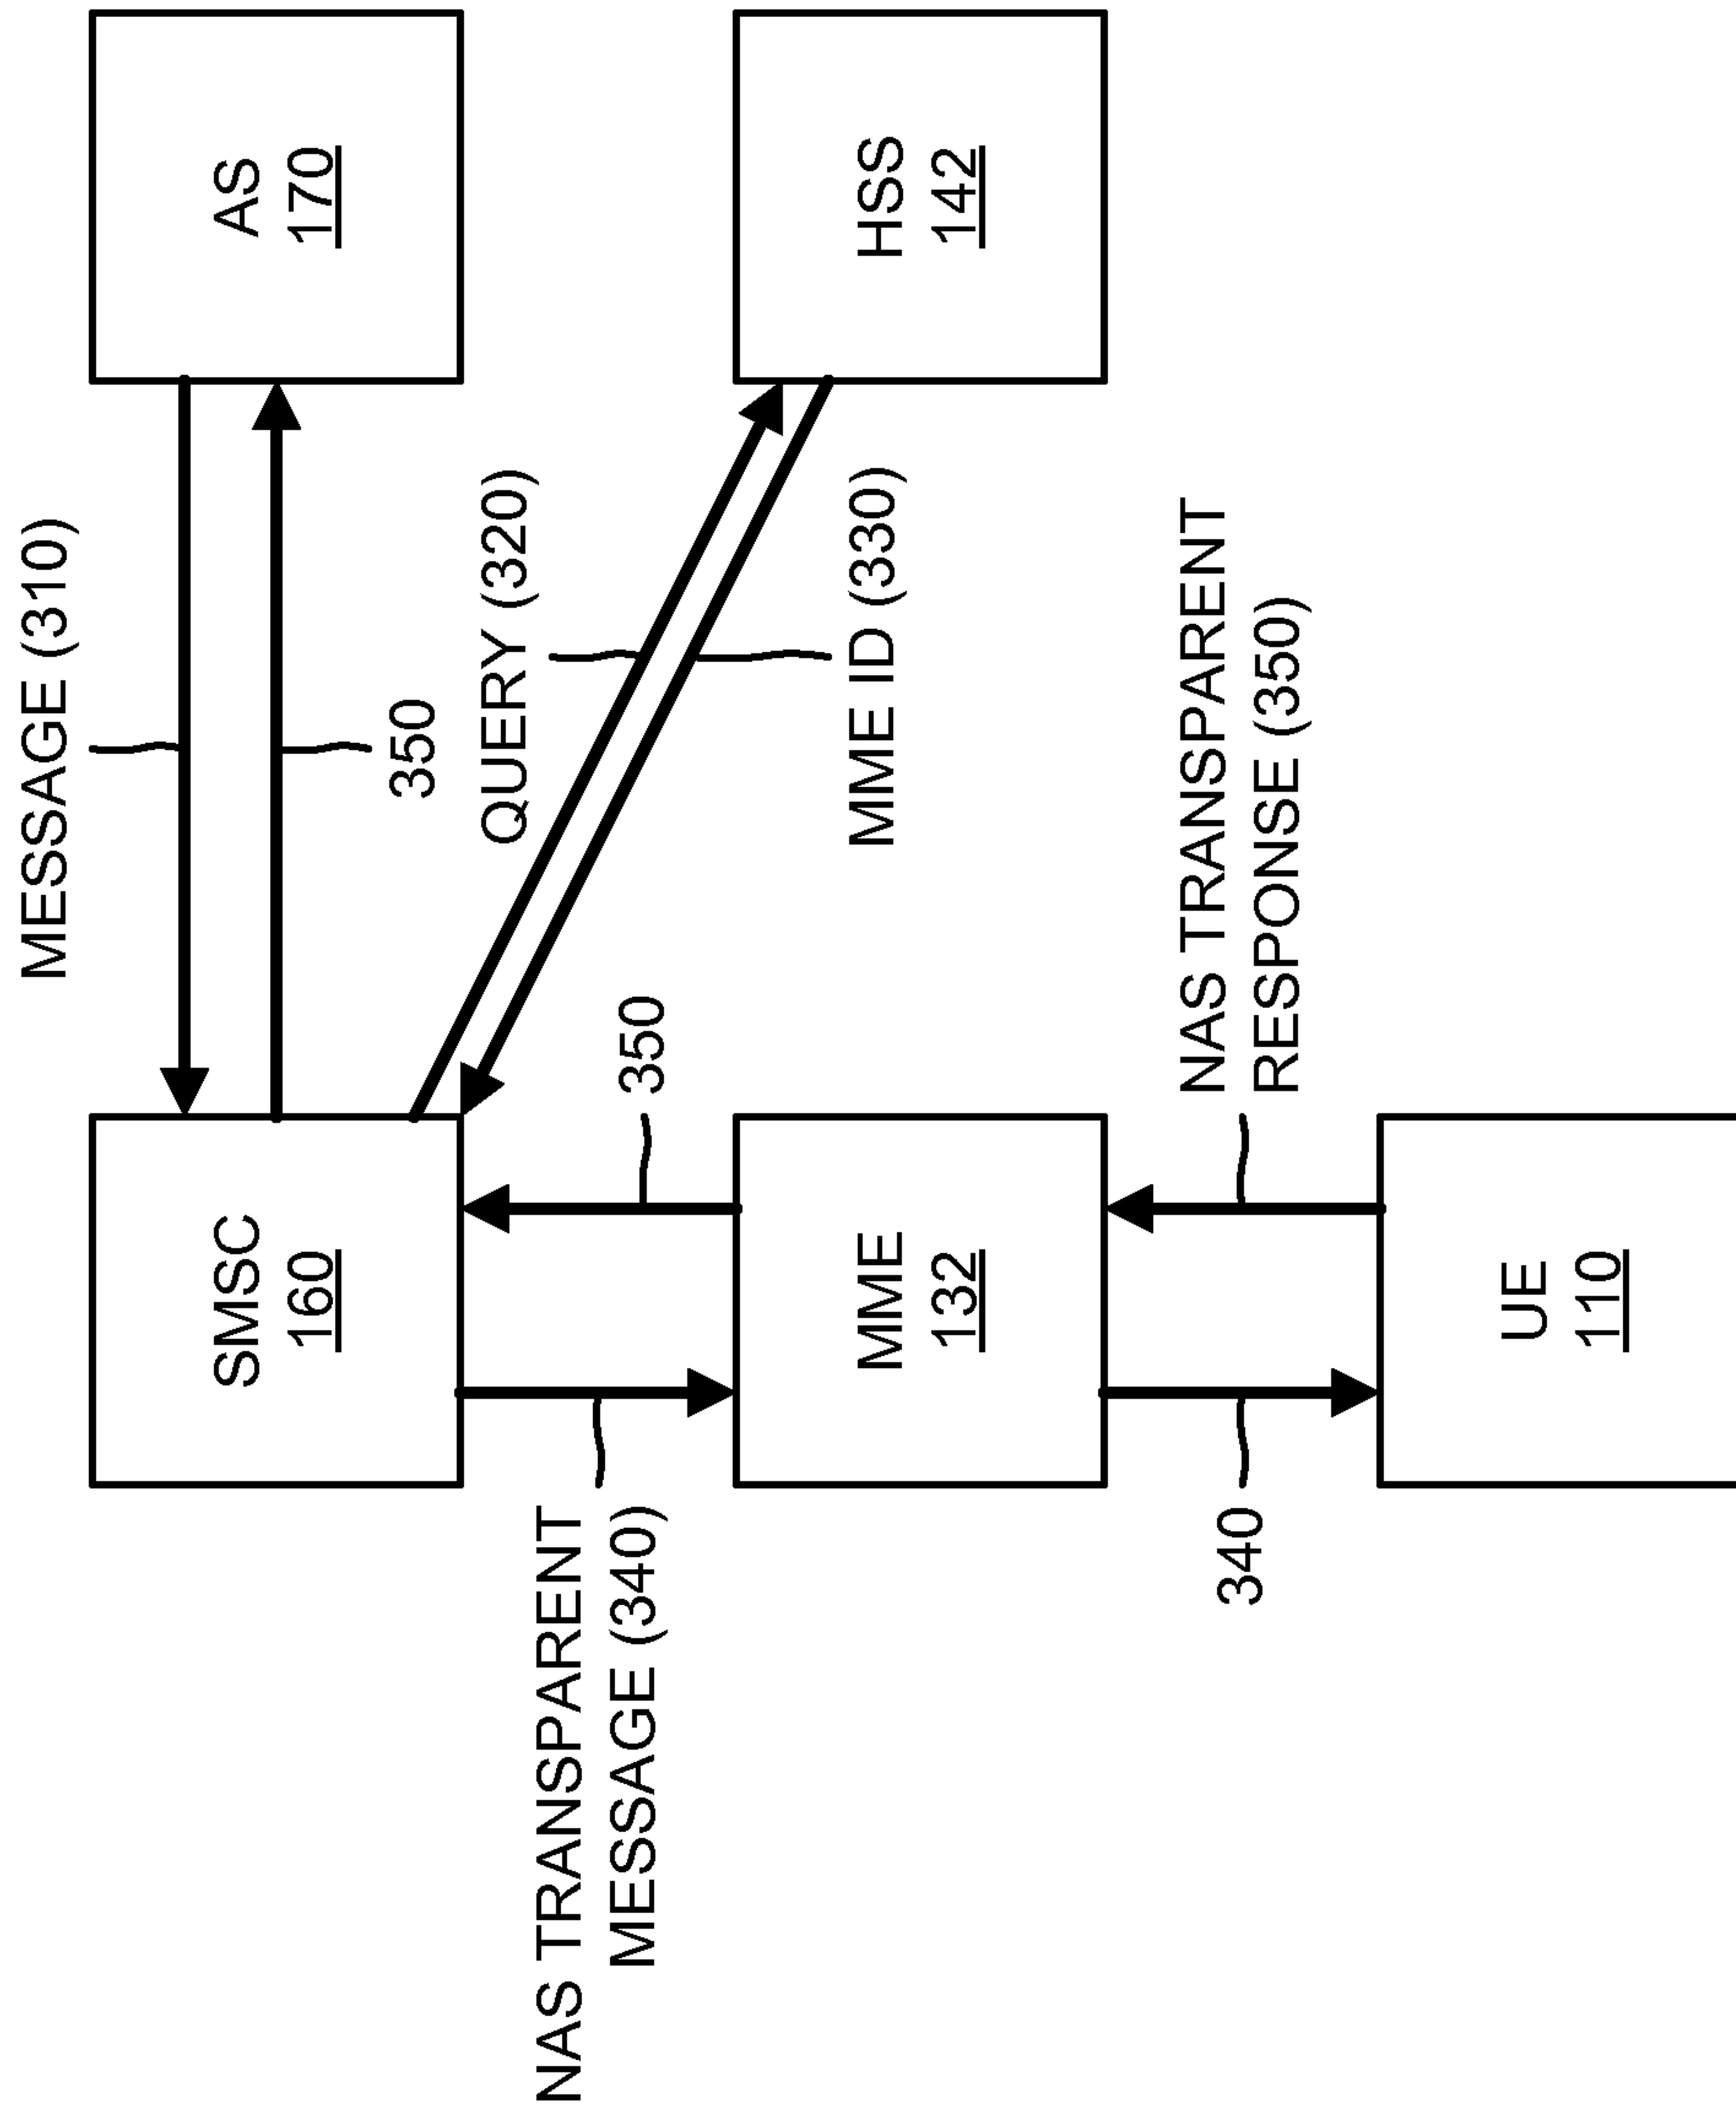 MESSAGE (310)
SMSC
160
AS
170
350
QUERY (320)
NAS TRANSPARENT
MESSAGE (340)
350
MME
132
MME ID (330)
HSS
142
NAS TRANSPARENT
RESPONSE (350)
340
UE
110